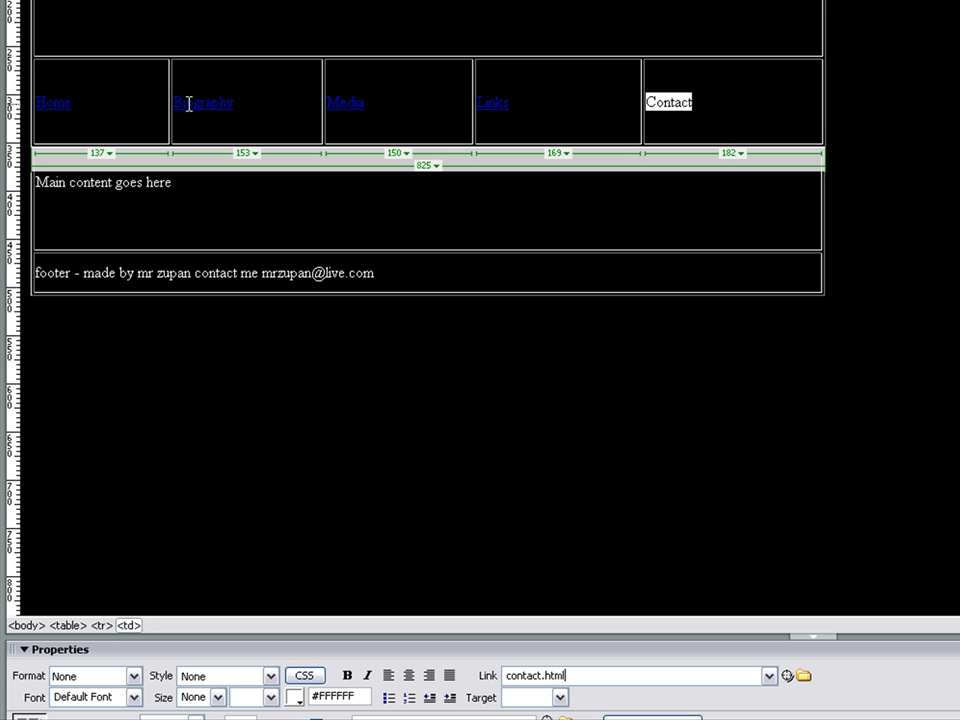 Home Biography Media Links Contact
137 153 150 169 182
825
Main content goes here
footer - made by mr zupan contact me mrzupan@live.com
<body> <table> <tr> <td>
Properties
Format None Style None CSS B I Link contact.html
Font Default Font Size None #FFFFFF Target